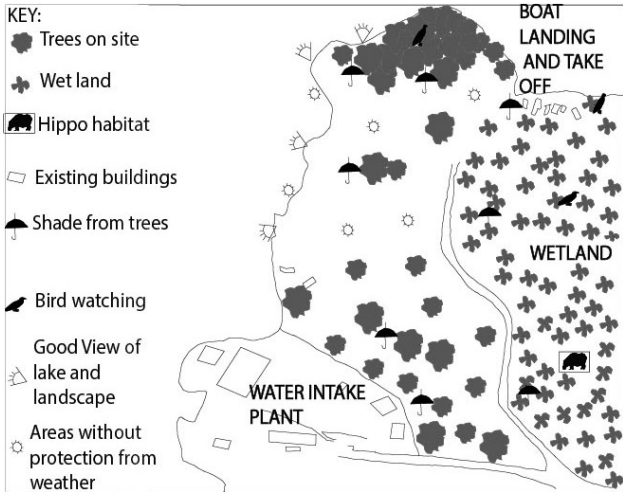 KEY:
Trees on site
Wet land
Hippo habitat
Existing buildings
Shade from trees
Bird watching
Good View of
lake and
landscape
Areas without
protection from
weather
BOAT
LANDING
AND TAKE
OFF
WETLAND
WATER INTAKE
PLANT